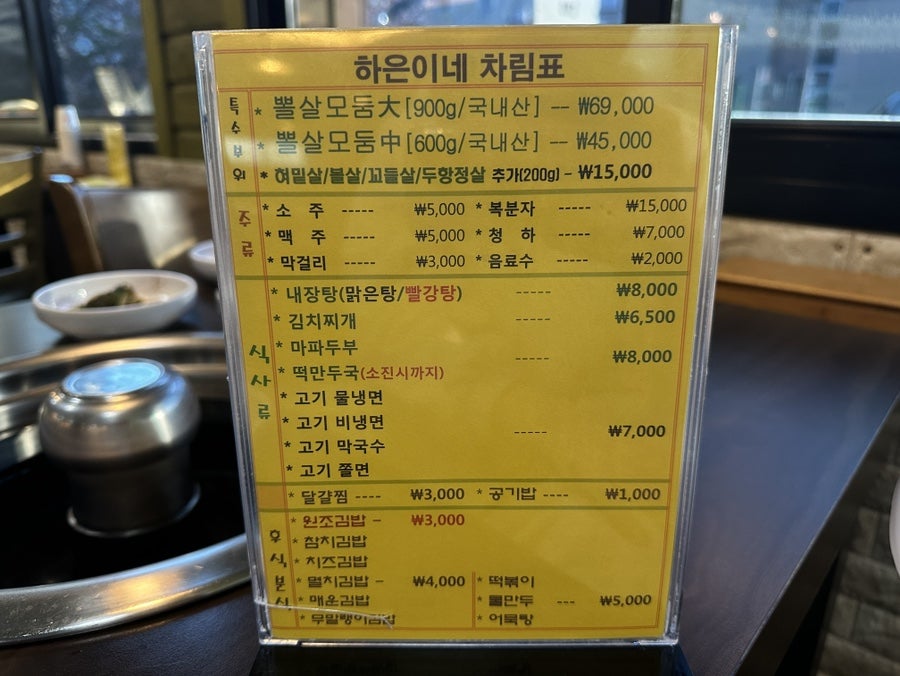 하은이네 차림표
특수부위
* 뽈살모둠大[900g/국내산] -- ₩69,000
* 뽈살모둠中[600g/국내산] -- ₩45,000
* 혀밑살/볼살/꼬들살/두항정살 추가(200g) - ₩15,000
주류
* 소 주 ----- ₩5,000 * 복분자 ----- ₩15,000
* 맥 주 ----- ₩5,000 * 청 하 ----- ₩7,000
* 막걸리 ----- ₩3,000 * 음료수 ----- ₩2,000
식사류
* 내장탕(맑은탕/빨강탕) ----- ₩8,000
* 김치찌개 ----- ₩6,500
* 마파두부
----- ₩8,000
* 떡만두국(소진시까지)
* 고기 물냉면
* 고기 비냉면
----- ₩7,000
* 고기 막국수
* 고기 쫄면
* 달걀찜 ---- ₩3,000 * 공기밥 ---- ₩1,000
후식분식
* 원조김밥 - ₩3,000
* 참치김밥
* 치즈김밥
* 멸치김밥 - ₩4,000 * 떡볶이
* 매운김밥 * 물만두 --- ₩5,000
* 무말랭이김밥 * 어묵탕